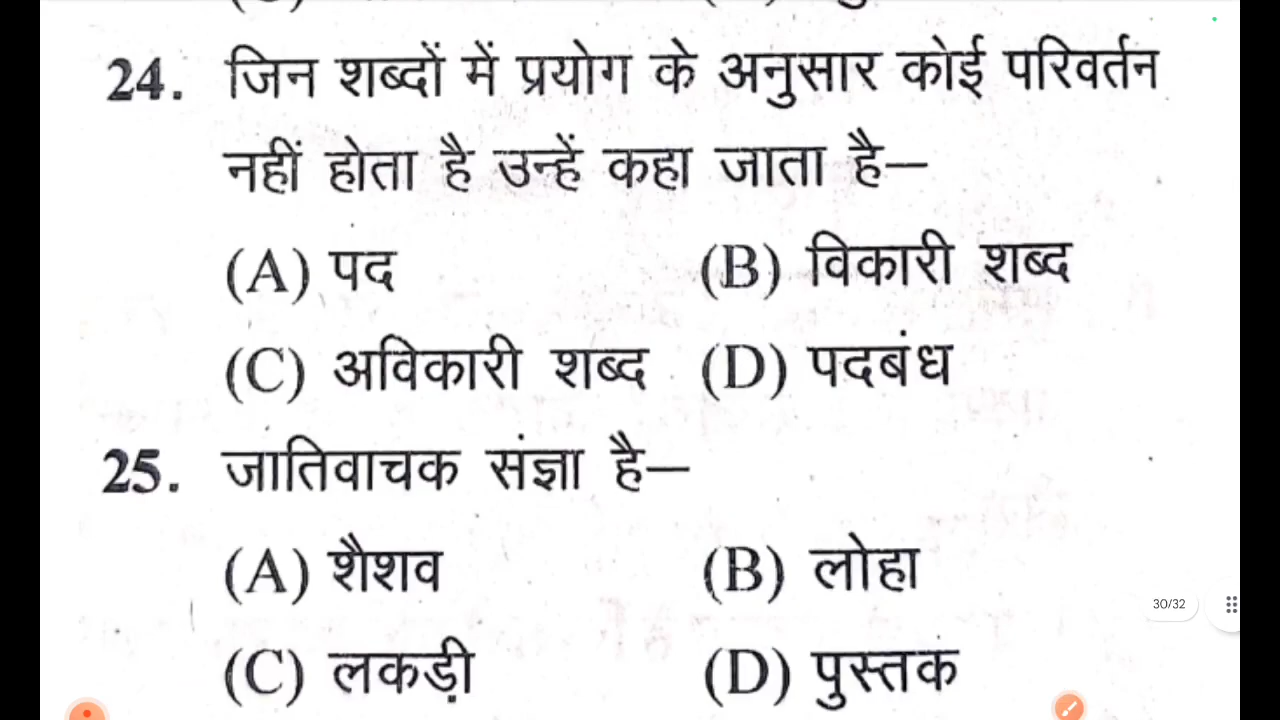 24. जिन शब्दों में प्रयोग के अनुसार कोई परिवर्तन
नहीं होता है उन्हें कहा जाता है—
(A) पद (B) विकारी शब्द
(C) अविकारी शब्द (D) पदबंध
25. जातिवाचक संज्ञा है—
(A) शैशव (B) लोहा
30/32
(C) लकड़ी (D) पुस्तक